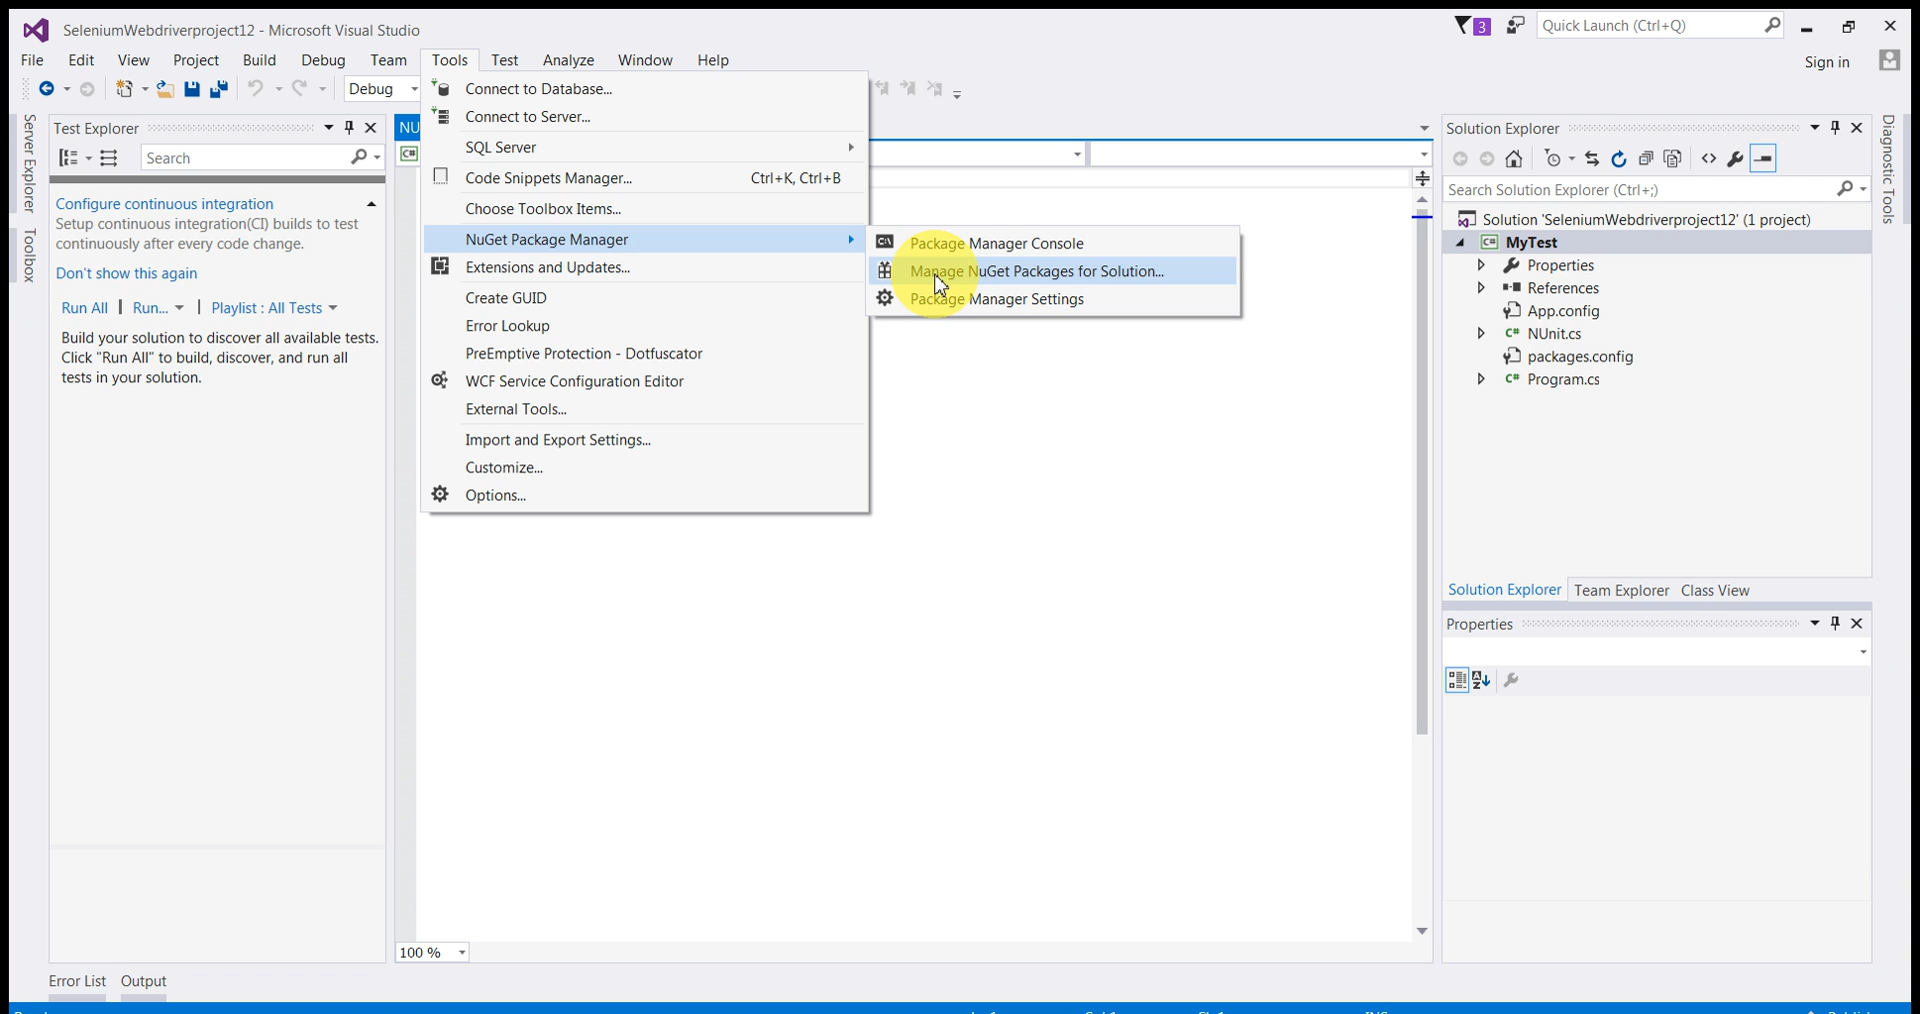 SeleniumWebdriverproject12 - Microsoft Visual Studio
3
Quick Launch (Ctrl+Q)
File Edit View Project Build Debug Team Tools Test Analyze Window Help
Sign in
Debug
Server Explorer
Toolbox
Test Explorer
Search
Configure continuous integration
Setup continuous integration(CI) builds to test
continuously after every code change.
Don't show this again
Run All | Run... | Playlist : All Tests
Build your solution to discover all available tests.
Click "Run All" to build, discover, and run all
tests in your solution.
NU
C#
Connect to Database...
Connect to Server...
SQL Server
Code Snippets Manager... Ctrl+K, Ctrl+B
Choose Toolbox Items...
NuGet Package Manager
Extensions and Updates...
Create GUID
Error Lookup
PreEmptive Protection - Dotfuscator
WCF Service Configuration Editor
External Tools...
Import and Export Settings...
Customize...
Options...
Package Manager Console
Manage NuGet Packages for Solution...
Package Manager Settings
100 %
Solution Explorer
Search Solution Explorer (Ctrl+;)
Solution 'SeleniumWebdriverproject12' (1 project)
C# MyTest
Properties
References
App.config
C# NUnit.cs
packages.config
C# Program.cs
Solution Explorer Team Explorer Class View
Properties
Diagnostic Tools
Error List Output